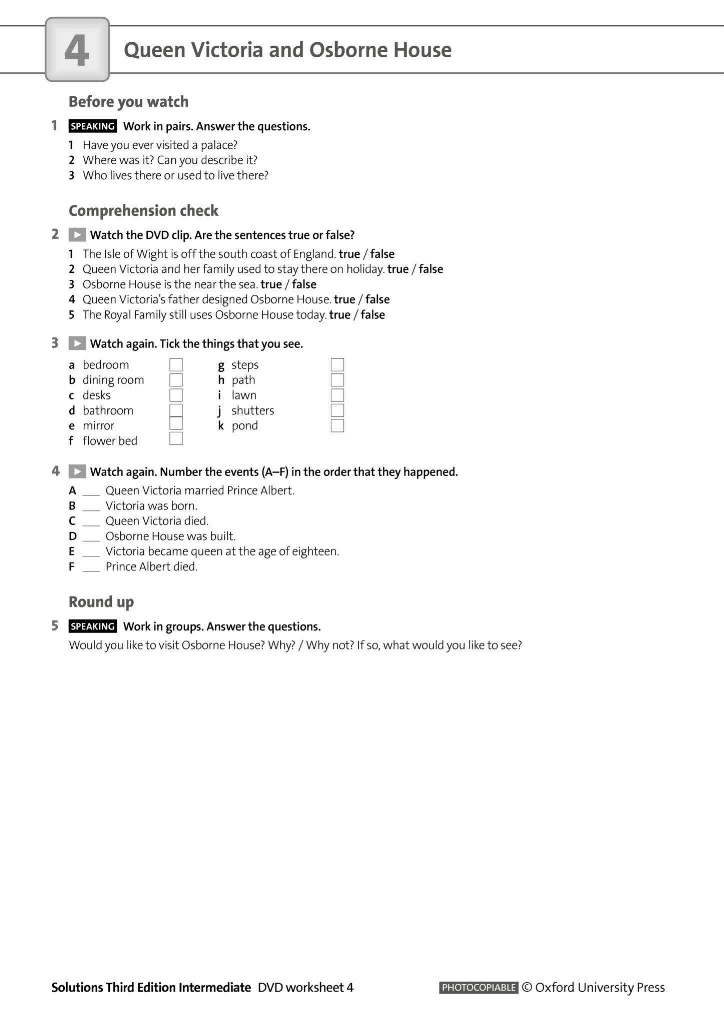 4 Queen Victoria and Osborne House
Before you watch
1 SPEAKING Work in pairs. Answer the questions.
1 Have you ever visited a palace?
2 Where was it? Can you describe it?
3 Who lives there or used to live there?
Comprehension check
2 Watch the DVD clip. Are the sentences true or false?
1 The Isle of Wight is off the south coast of England. true / false
2 Queen Victoria and her family used to stay there on holiday. true / false
3 Osborne House is the near the sea. true / false
4 Queen Victoria's father designed Osborne House. true / false
5 The Royal Family still uses Osborne House today. true / false
3 Watch again. Tick the things that you see.
a bedroom
b dining room
c desks
d bathroom
e mirror
f flower bed
g steps
h path
i lawn
j shutters
k pond
4 Watch again. Number the events (A–F) in the order that they happened.
A ___ Queen Victoria married Prince Albert.
B ___ Victoria was born.
C ___ Queen Victoria died.
D ___ Osborne House was built.
E ___ Victoria became queen at the age of eighteen.
F ___ Prince Albert died.
Round up
5 SPEAKING Work in groups. Answer the questions.
Would you like to visit Osborne House? Why? / Why not? If so, what would you like to see?
Solutions Third Edition Intermediate DVD worksheet 4
PHOTOCOPIABLE © Oxford University Press